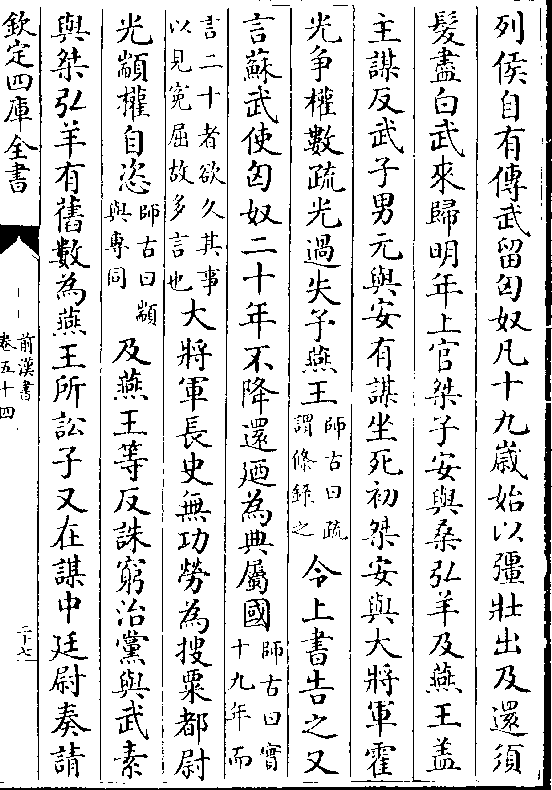 列侯自有傳武留匈奴凡十九歳始以彊壯出及還須
髮盡白武來歸明年上官桀子安與桑弘羊及燕王葢
主謀反武子男元與安有謀坐死初桀安與大將軍霍
光争權數疏光過失予燕王師古曰疏謂條録之令上書告之又
言蘇武使匈奴二十年不降還廼為典屬國師古曰實十九年而
言二十者欲久其事以見寃屈故多言也大將軍長史無功勞為搜粟都尉
光顓權自恣師古曰顓與專同及燕王等反誅窮治黨與武素
與桀弘羊有舊數為燕王所訟子又在謀中廷尉奏請
欽定四庫全書
前漢書
卷五十四
二十七